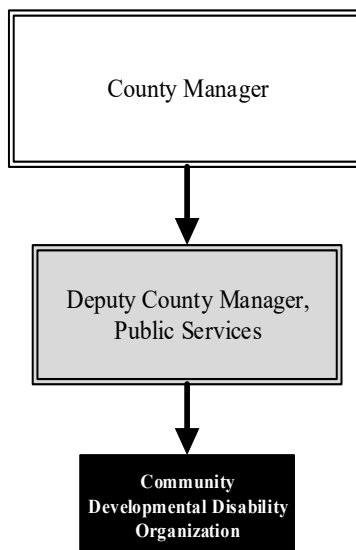 County Manager
Deputy County Manager,
Public Services
Community
Developmental Disability
Organization